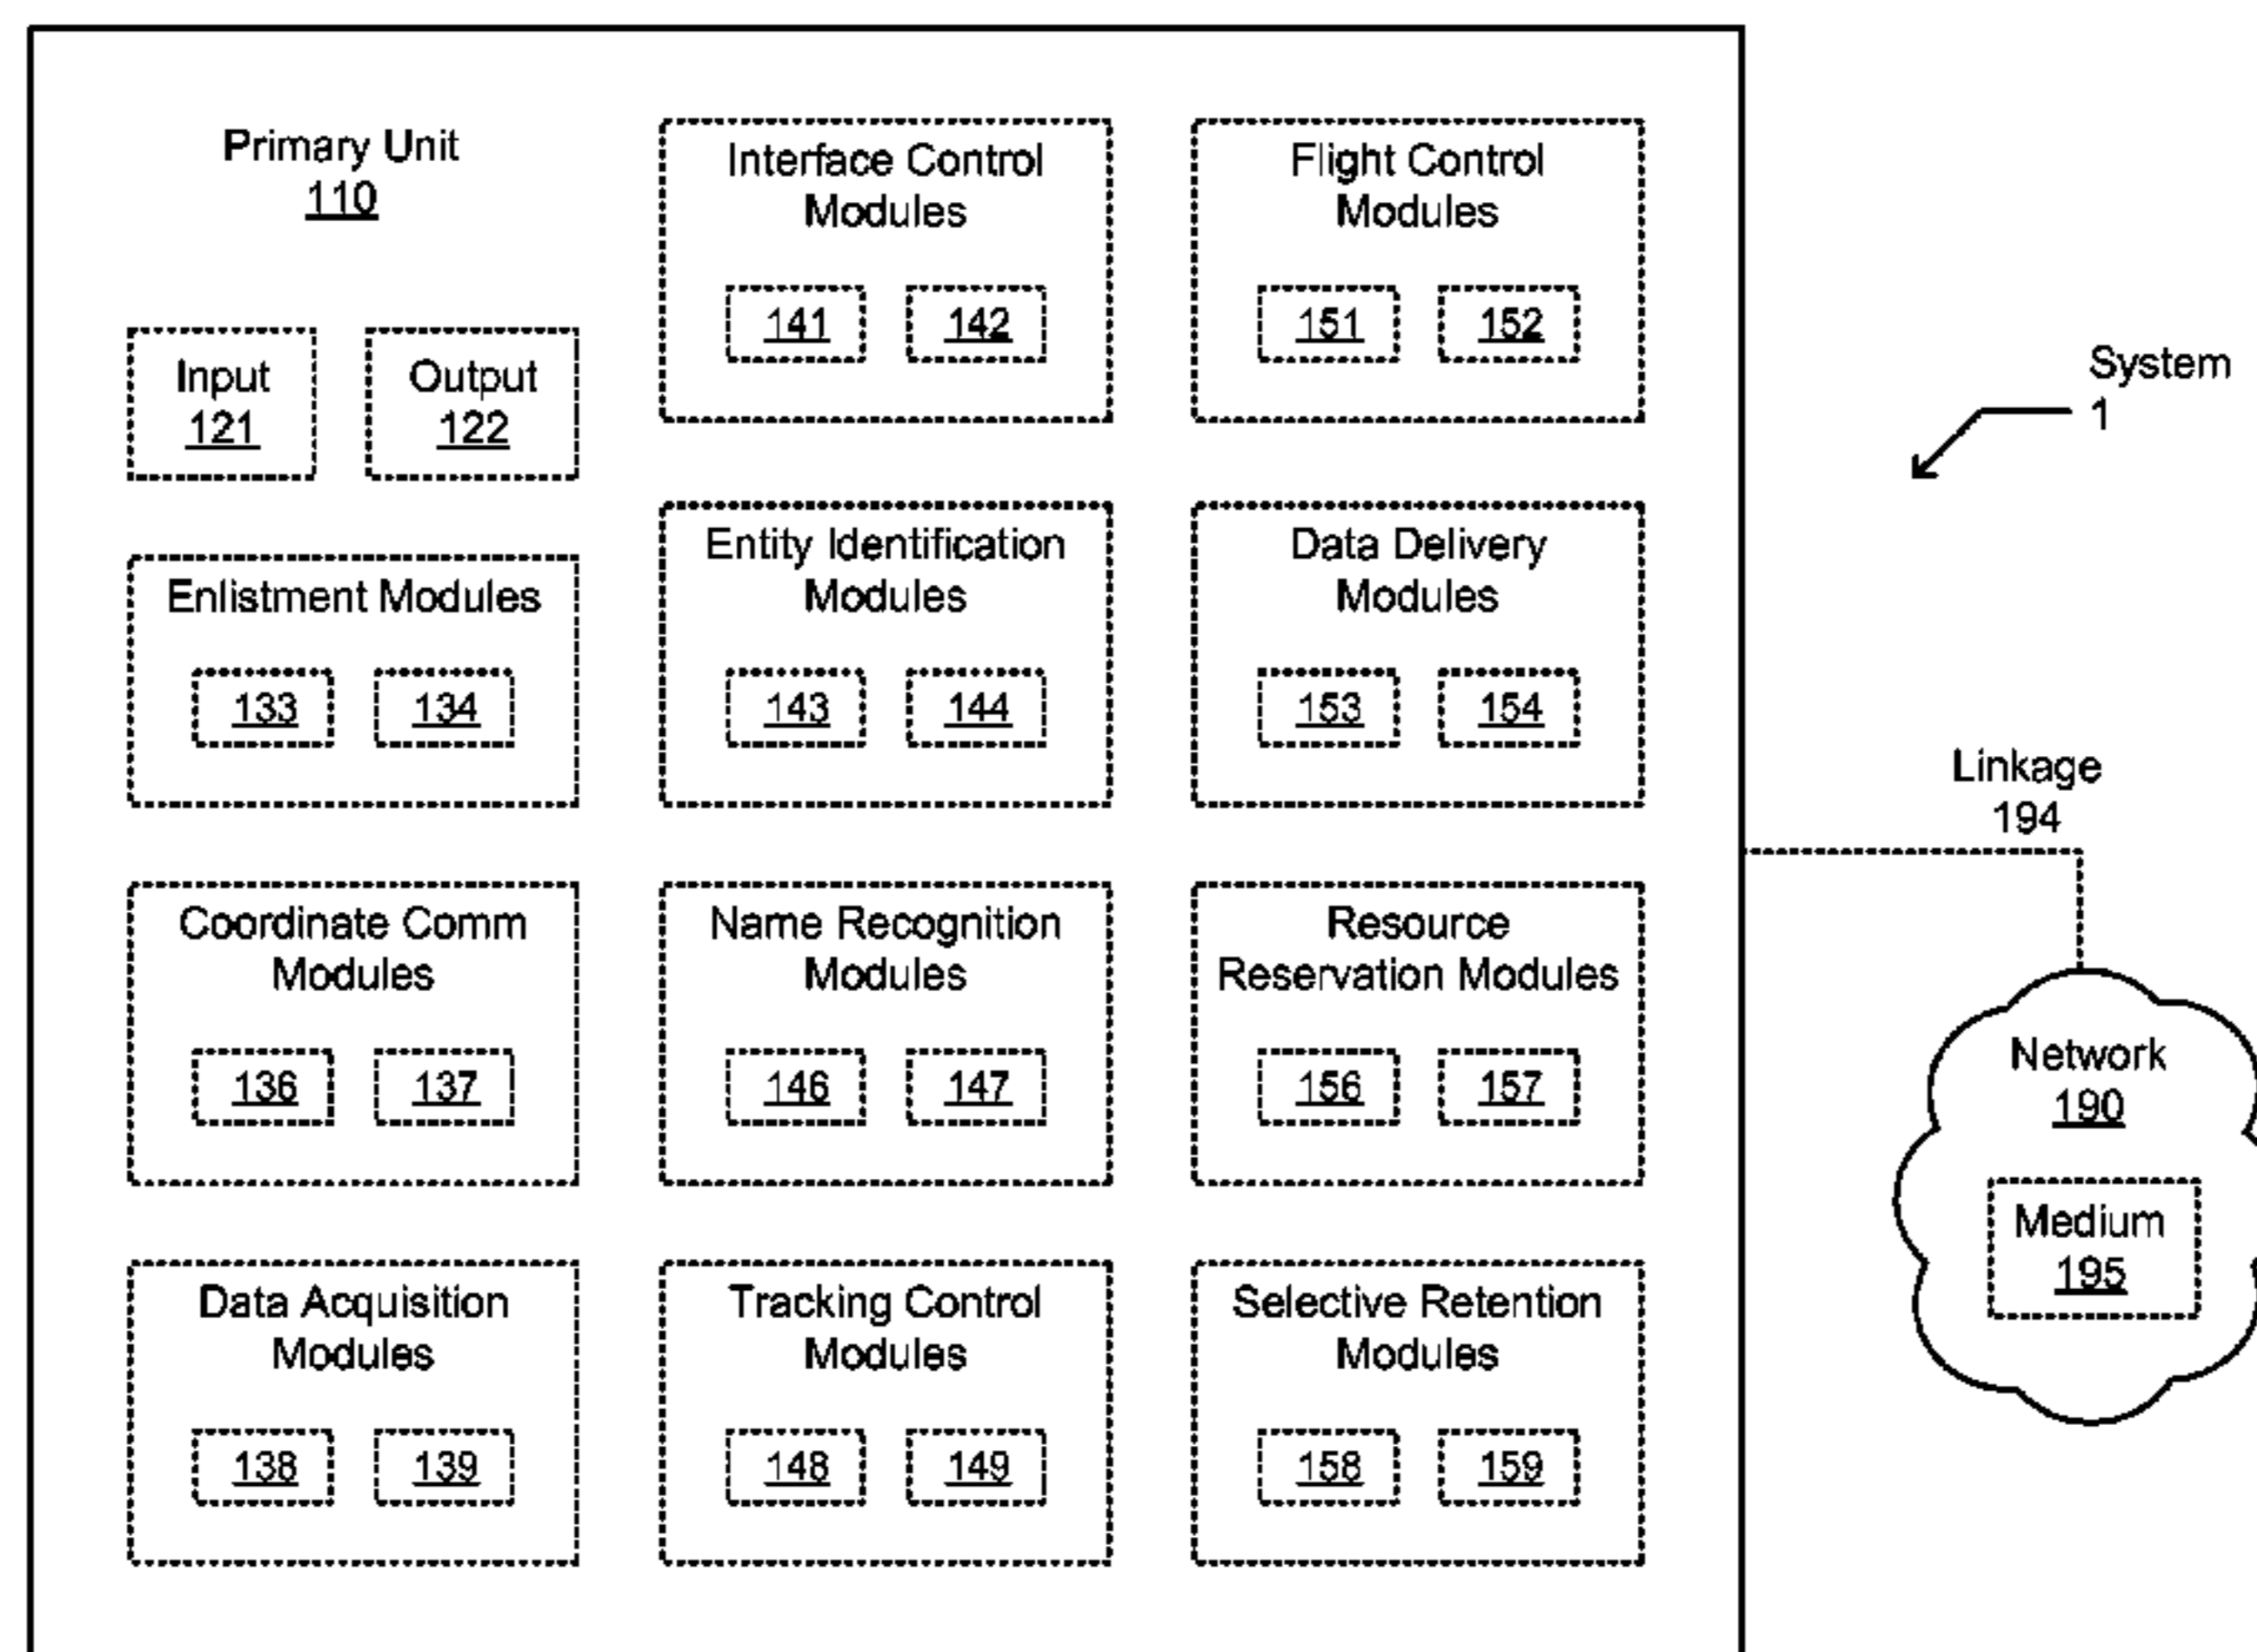 Primary Unit
110
Input
121
Output
122
Enlistment Modules
133
134
Coordinate Comm
Modules
136
137
Data Acquisition
Modules
138
139
Interface Control
Modules
141
142
Entity Identification
Modules
143
144
Name Recognition
Modules
146
147
Tracking Control
Modules
148
149
Flight Control
Modules
151
152
Data Delivery
Modules
153
154
Resource
Reservation Modules
156
157
Selective Retention
Modules
158
159
System
1
Linkage
194
Network
190
Medium
195